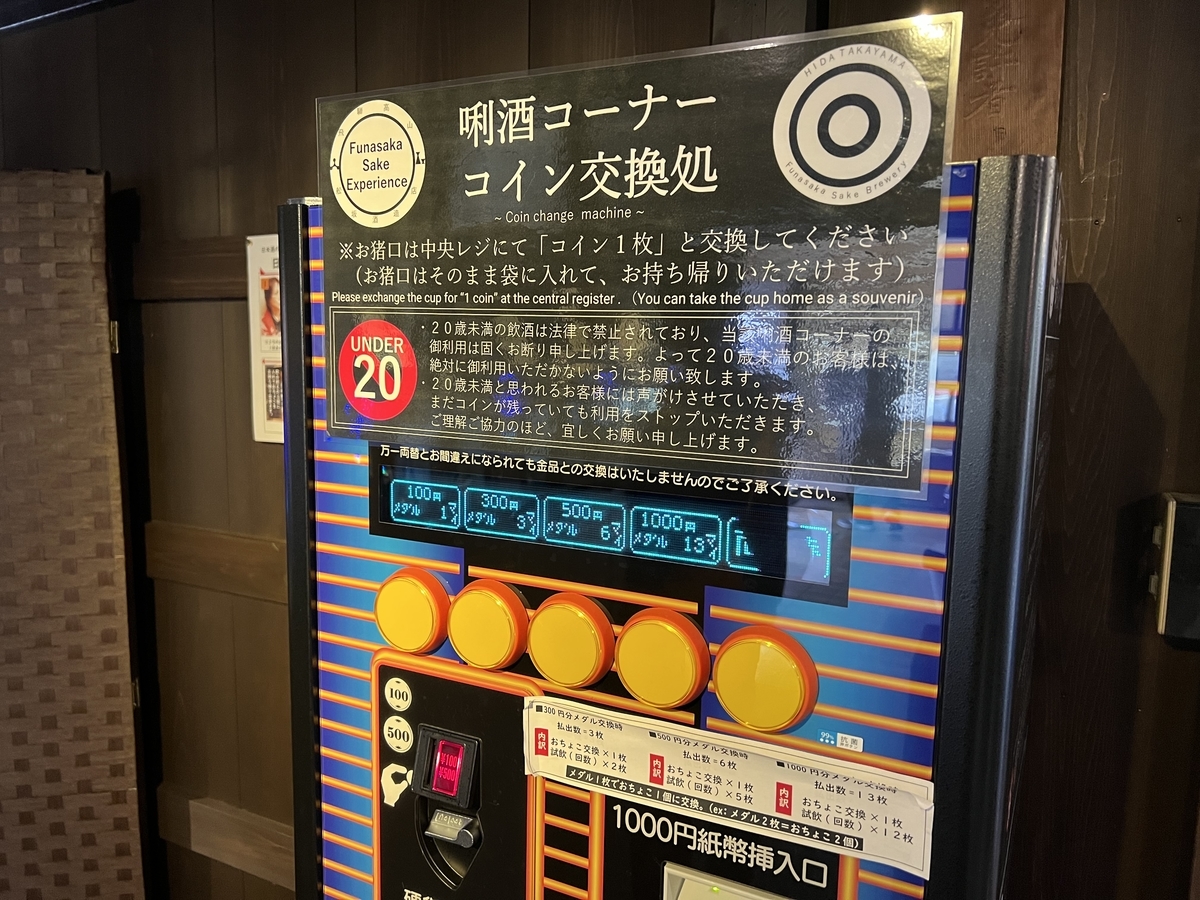 Funasaka
Sake
Experience
唎酒コーナー
コイン交換処
~ Coin change machine ~
HIDA TAKAYAMA
Funasaka Sake Brewery
※お猪口は中央レジにて「コイン１枚」と交換してください
（お猪口はそのまま袋に入れて、お持ち帰りいただけます）
Please exchange the cup for "1 coin" at the central register . （You can take the cup home as a souvenir）
UNDER
20
・２０歳未満の飲酒は法律で禁止されており、当該唎酒コーナーの
御利用は固くお断り申し上げます。よって２０歳未満のお客様は、
絶対に御利用いただかないようにお願い致します。
・２０歳未満と思われるお客様には声がけさせていただき、
まだコインが残っていても利用をストップいただきます。
ご理解ご協力のほど、宜しくお願い申し上げます。
万一両替とお間違えになられても金品との交換はいたしませんのでご了承ください。
100円
メダル 1マイ
300円
メダル 3マイ
500円
メダル 6マイ
1000円
メダル 13マイ
100
500
¥100
¥500
■300円分メダル交換時
払出数＝3枚
内訳
おちょこ交換×1枚
試飲(回数)×2枚
■500円分メダル交換時
払出数＝6枚
内訳
おちょこ交換×1枚
試飲(回数)×5枚
■1000円分メダル交換時
払出数＝13枚
内訳
おちょこ交換×1枚
試飲(回数)×12枚
メダル1枚でおちょこ1個に交換。(ex:メダル2枚＝おちょこ2個)
99%
抗菌
1000円紙幣挿入口